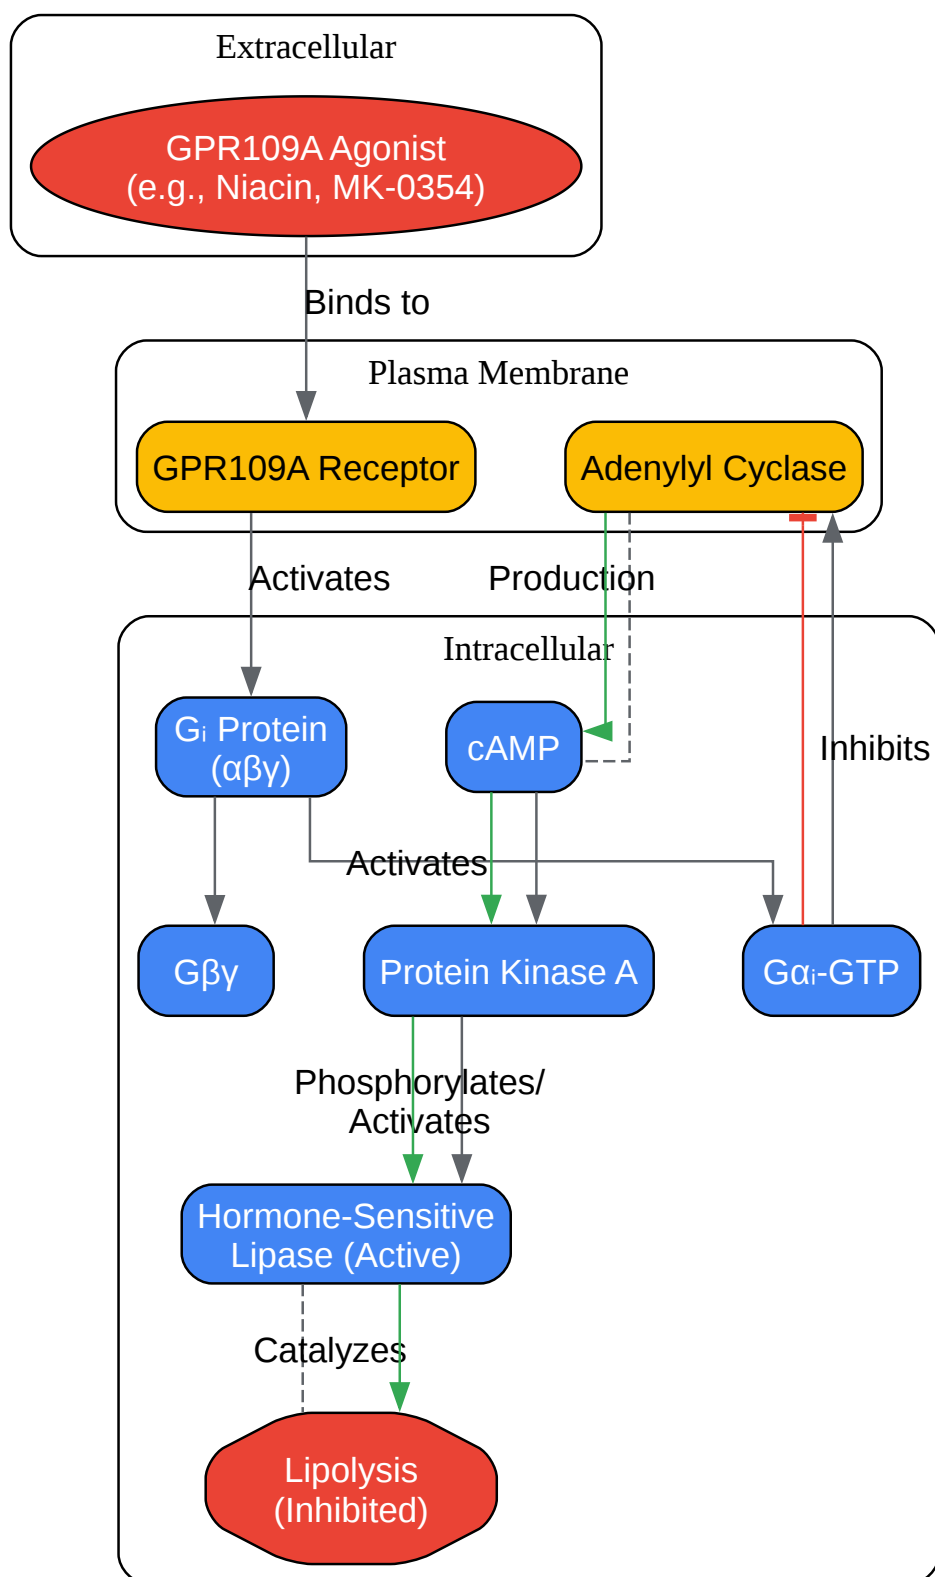 Extracellular
GPR109A Agonist
(e.g., Niacin, MK-0354)
Binds to
Plasma Membrane
GPR109A Receptor
Adenylyl Cyclase
Activates
Production
Intracellular
Gᵢ Protein
(αβγ)
cAMP
Inhibits
Activates
Gβγ
Protein Kinase A
Gαᵢ-GTP
Phosphorylates/
Activates
Hormone-Sensitive
Lipase (Active)
Catalyzes
Lipolysis
(Inhibited)